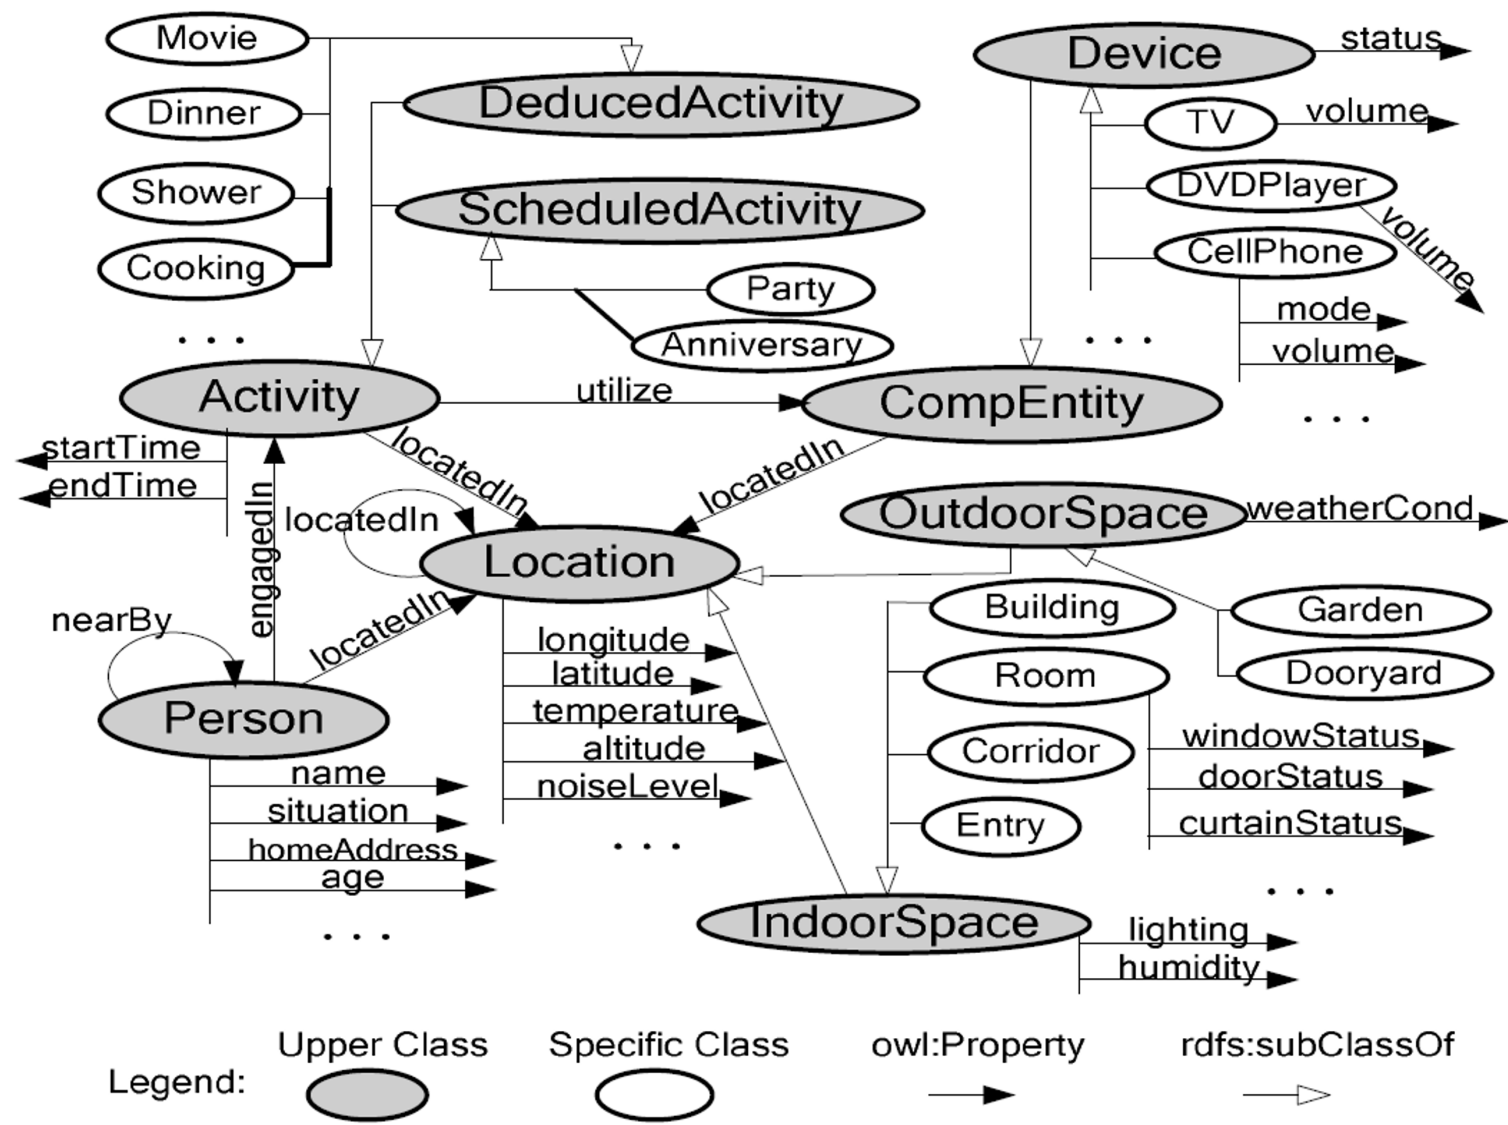 Movie
Dinner
Shower
Cooking
. . .
DeducedActivity
ScheduledActivity
Party
Anniversary
Device
status
TV
volume
DVDPlayer
volume
CellPhone
mode
volume
. . .
. . .
Activity
utilize
CompEntity
startTime
endTime
engagedIn
locatedIn
locatedIn
locatedIn
Location
OutdoorSpace
weatherCond
nearBy
locatedIn
Person
name
situation
homeAddress
age
. . .
longitude
latitude
temperature
altitude
noiseLevel
. . .
Building
Room
Corridor
Entry
Garden
Dooryard
windowStatus
doorStatus
curtainStatus
. . .
IndoorSpace
lighting
humidity
Legend:
Upper Class
Specific Class
owl:Property
rdfs:subClassOf